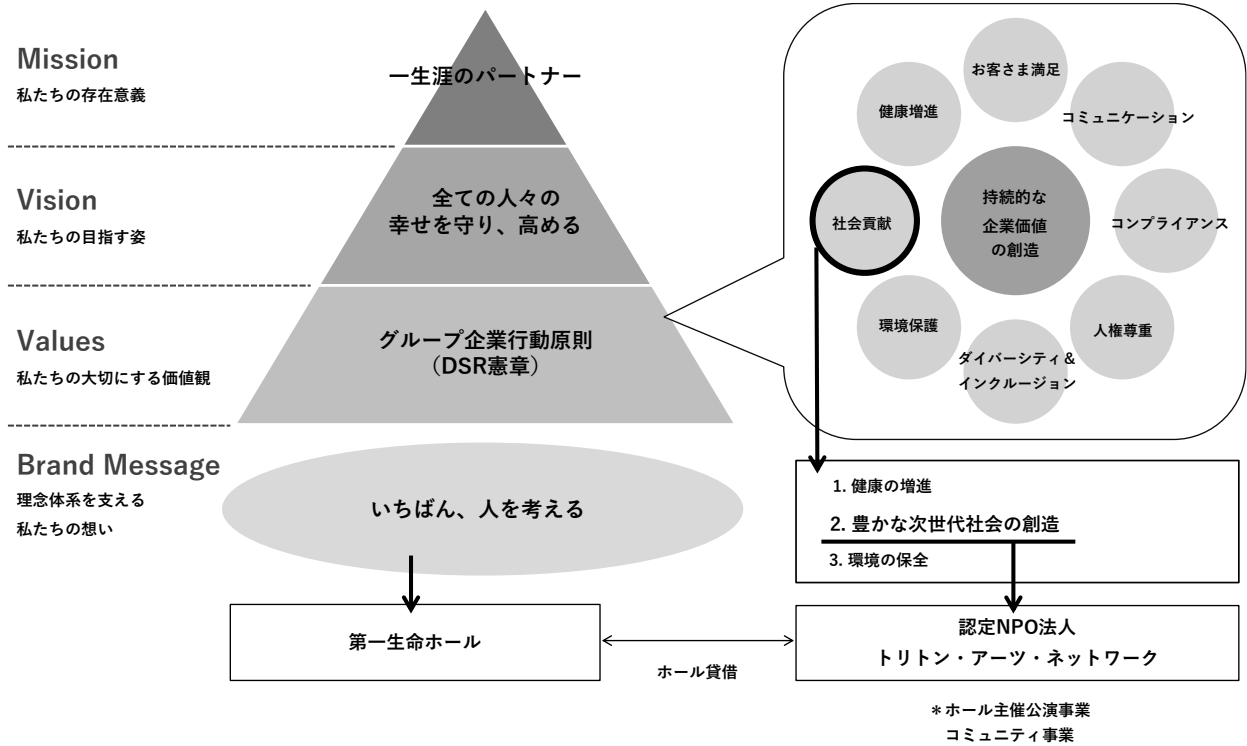 Mission
私たちの存在意義
一生涯のパートナー
Vision
私たちの目指す姿
全ての人々の
幸せを守り、高める
Values
私たちの大切にする価値観
グループ企業行動原則
（DSR憲章）
Brand Message
理念体系を支える
私たちの想い
いちばん、人を考える
お客さま満足
コミュニケーション
コンプライアンス
人権尊重
ダイバーシティ＆
インクルージョン
環境保護
社会貢献
健康増進
持続的な
企業価値
の創造
1. 健康の増進
2. 豊かな次世代社会の創造
3. 環境の保全
第一生命ホール
ホール貸借
認定NPO法人
トリトン・アーツ・ネットワーク
＊ホール主催公演事業
コミュニティ事業